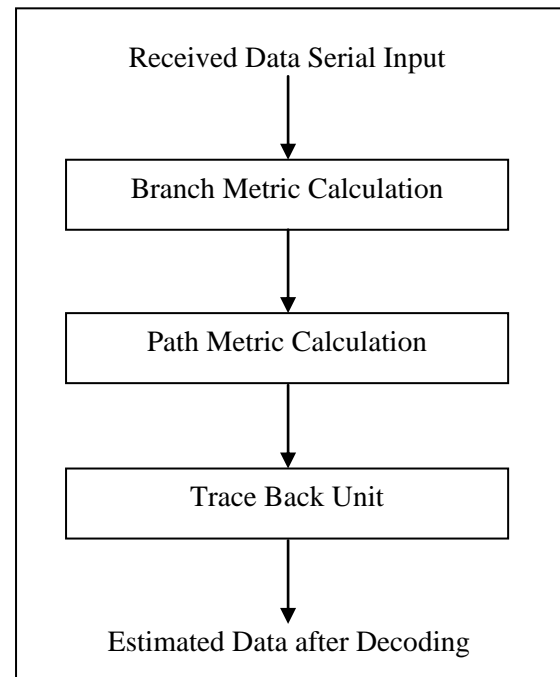 Received Data Serial Input
Branch Metric Calculation
Path Metric Calculation
Trace Back Unit
Estimated Data after Decoding